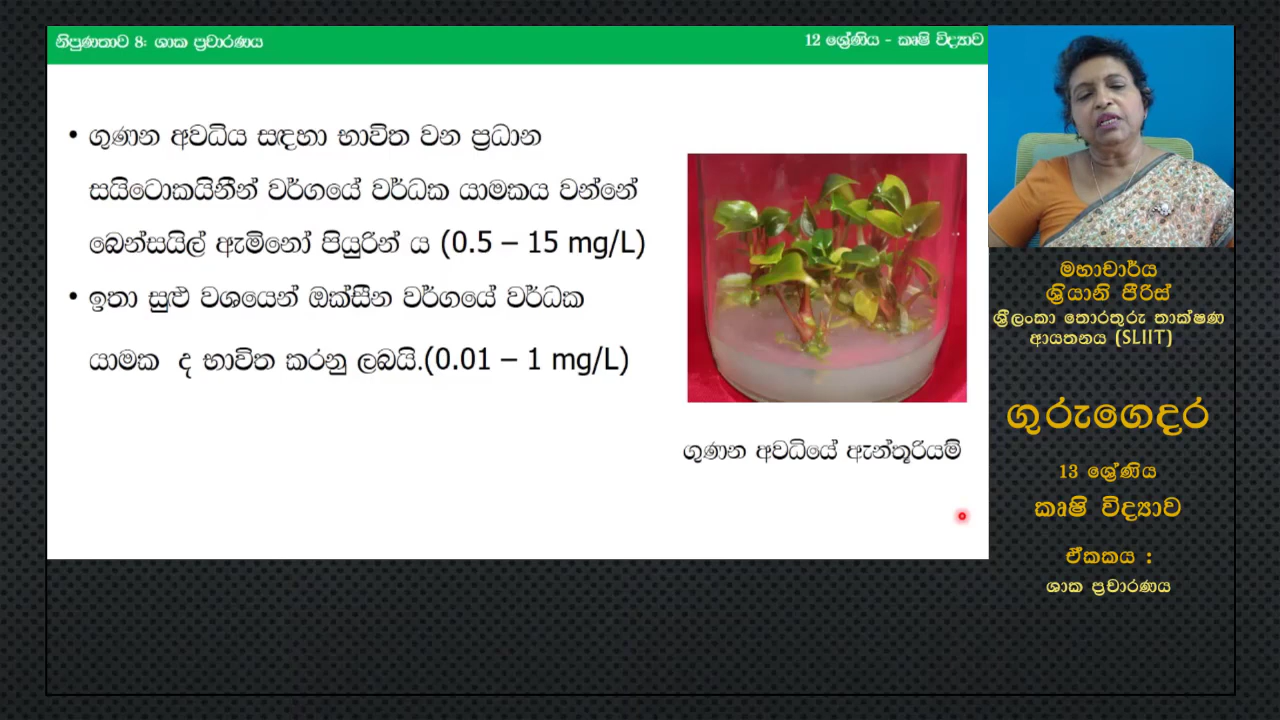 නිපුණතාව 8: ශාක ප්‍රචාරණය
12 ශ්‍රේණිය - කෘෂි විද්‍යාව
• ගුණන අවධිය සඳහා භාවිත වන ප්‍රධාන
සයිටොකයිනීන් වර්ගයේ වර්ධක යාමකය වන්නේ
බෙන්සයිල් ඇමිනෝ පියුරින් ය (0.5 – 15 mg/L)
• ඉතා සුළු වශයෙන් ඔක්සීන වර්ගයේ වර්ධක
යාමක ද භාවිත කරනු ලබයි.(0.01 – 1 mg/L)
ගුණන අවධියේ ඇන්තූරියම්
මහාචාර්ය
ශ්‍රියානි පීරිස්
ශ්‍රීලංකා තොරතුරු තාක්ෂණ
ආයතනය (SLIIT)
ගුරුගෙදර
13 ශ්‍රේණිය
කෘෂි විද්‍යාව
ඒකකය :
ශාක ප්‍රචාරණය